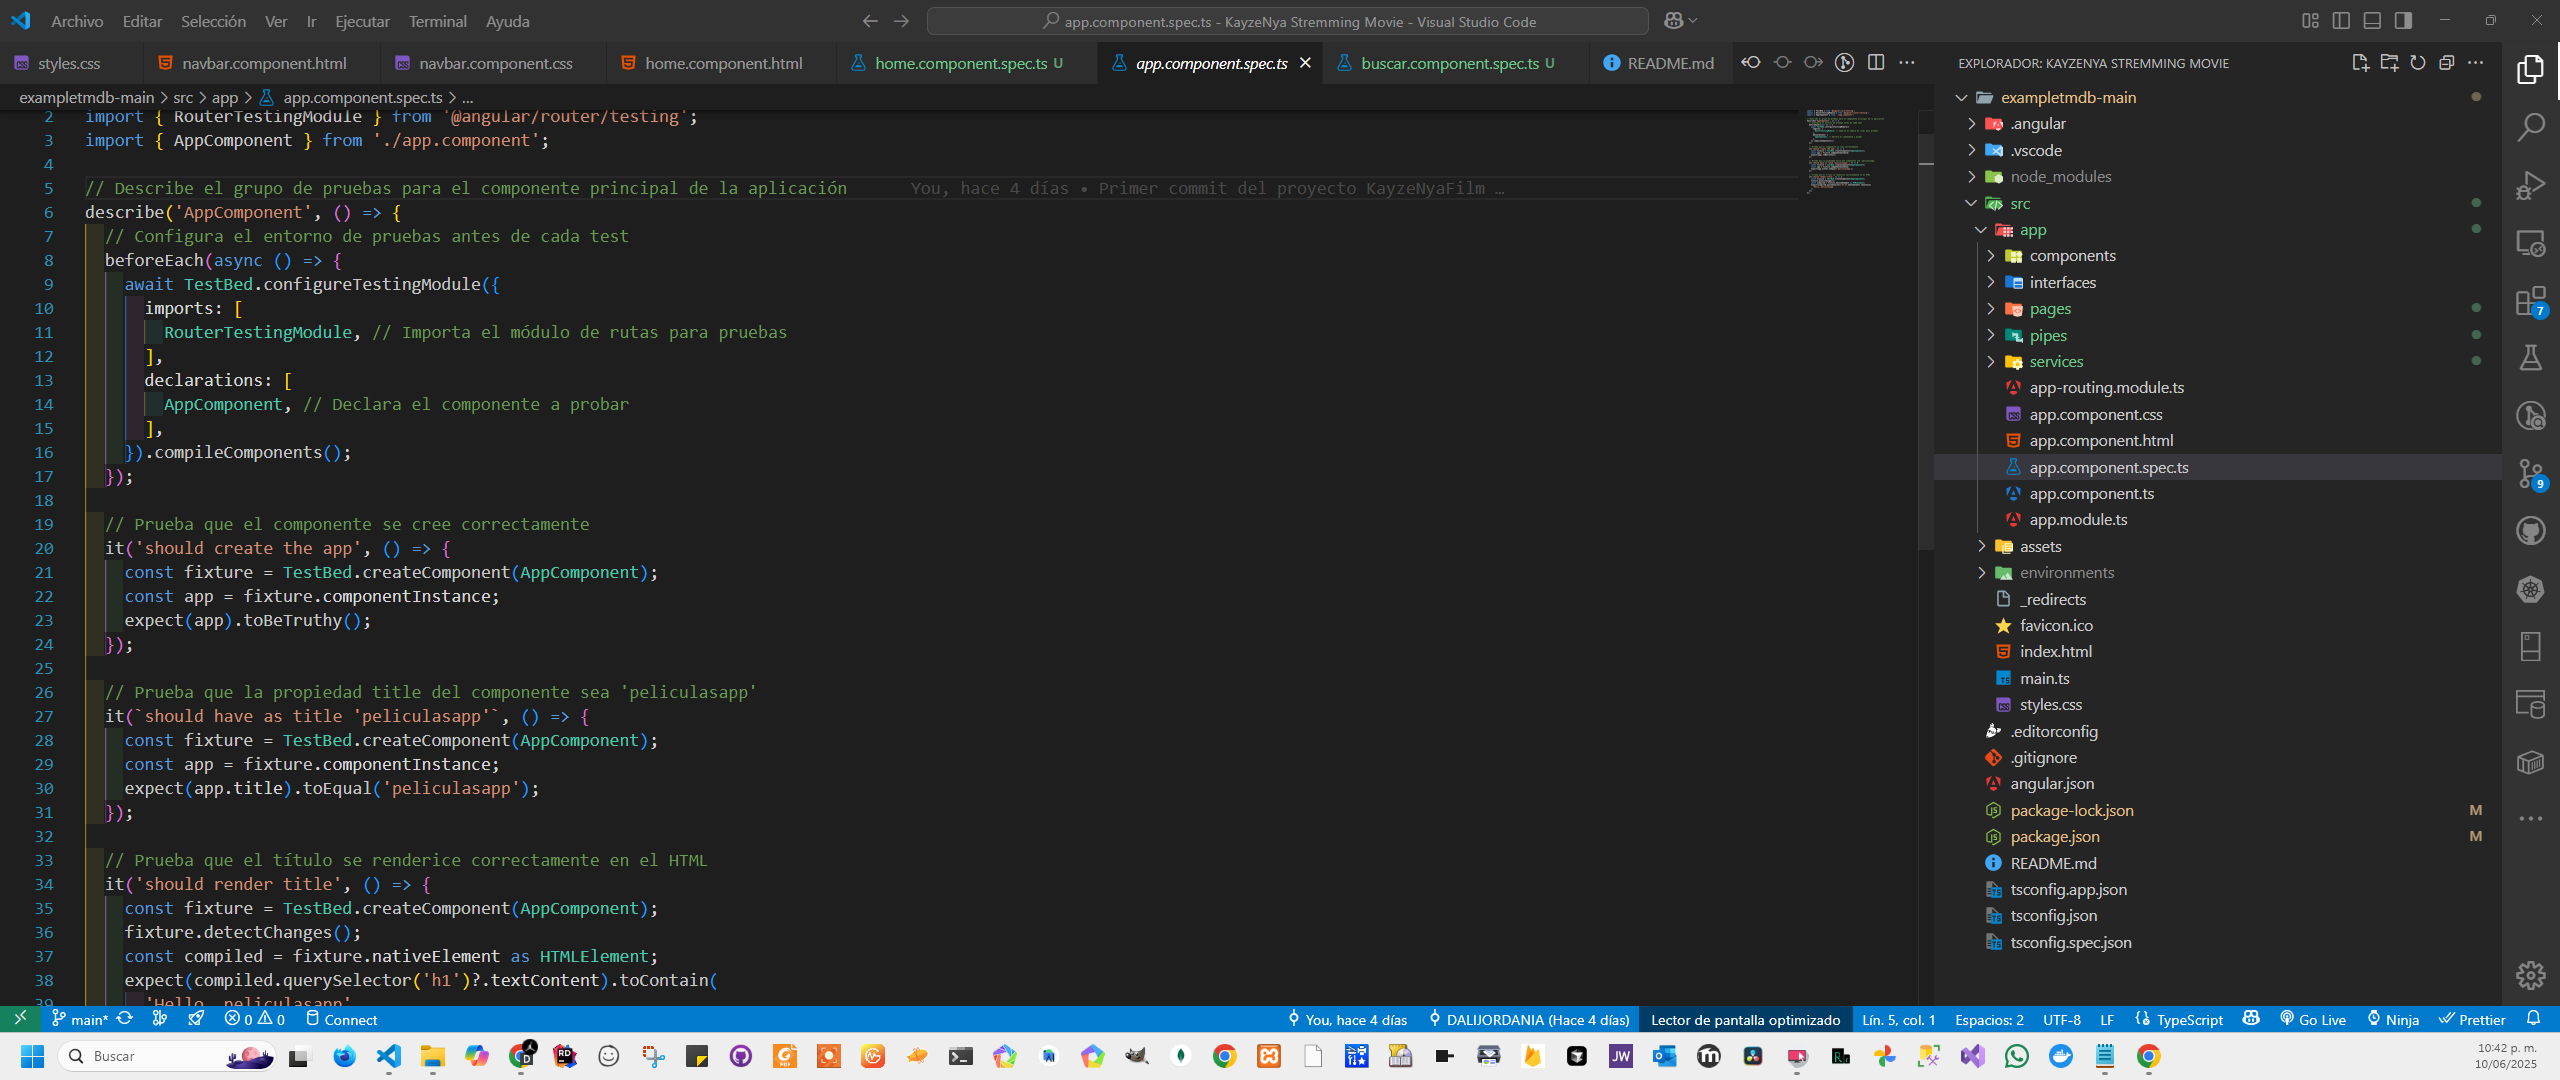 Archivo Editar Selección Ver Ir Ejecutar Terminal Ayuda
app.component.spec.ts - KayzeNya Stremming Movie - Visual Studio Code
styles.css
navbar.component.html
navbar.component.css
home.component.html
home.component.spec.ts U
app.component.spec.ts
buscar.component.spec.ts U
README.md
exampletmdb-main > src > app > app.component.spec.ts > ...
2 import { RouterTestingModule } from '@angular/router/testing';
3 import { AppComponent } from './app.component';
4
5 // Describe el grupo de pruebas para el componente principal de la aplicación You, hace 4 días • Primer commit del proyecto KayzeNyaFilm …
6 describe('AppComponent', () => {
7 // Configura el entorno de pruebas antes de cada test
8 beforeEach(async () => {
9 await TestBed.configureTestingModule({
10 imports: [
11 RouterTestingModule, // Importa el módulo de rutas para pruebas
12 ],
13 declarations: [
14 AppComponent, // Declara el componente a probar
15 ],
16 }).compileComponents();
17 });
18
19 // Prueba que el componente se cree correctamente
20 it('should create the app', () => {
21 const fixture = TestBed.createComponent(AppComponent);
22 const app = fixture.componentInstance;
23 expect(app).toBeTruthy();
24 });
25
26 // Prueba que la propiedad title del componente sea 'peliculasapp'
27 it(`should have as title 'peliculasapp'`, () => {
28 const fixture = TestBed.createComponent(AppComponent);
29 const app = fixture.componentInstance;
30 expect(app.title).toEqual('peliculasapp');
31 });
32
33 // Prueba que el título se renderice correctamente en el HTML
34 it('should render title', () => {
35 const fixture = TestBed.createComponent(AppComponent);
36 fixture.detectChanges();
37 const compiled = fixture.nativeElement as HTMLElement;
38 expect(compiled.querySelector('h1')?.textContent).toContain(
39 'Hello, peliculasapp'
EXPLORADOR: KAYZENYA STREMMING MOVIE
exampletmdb-main
.angular
.vscode
node_modules
src
app
components
interfaces
pages
pipes
services
app-routing.module.ts
app.component.css
app.component.html
app.component.spec.ts
app.component.ts
app.module.ts
assets
environments
_redirects
favicon.ico
index.html
main.ts
styles.css
.editorconfig
.gitignore
angular.json
package-lock.json M
package.json M
README.md
tsconfig.app.json
tsconfig.json
tsconfig.spec.json
7
9
main* 0 0 Connect
You, hace 4 días DALIJORDANIA (Hace 4 días) Lector de pantalla optimizado Lín. 5, col. 1 Espacios: 2 UTF-8 LF TypeScript Go Live Ninja Prettier
Buscar
10:42 p. m.
10/06/2025